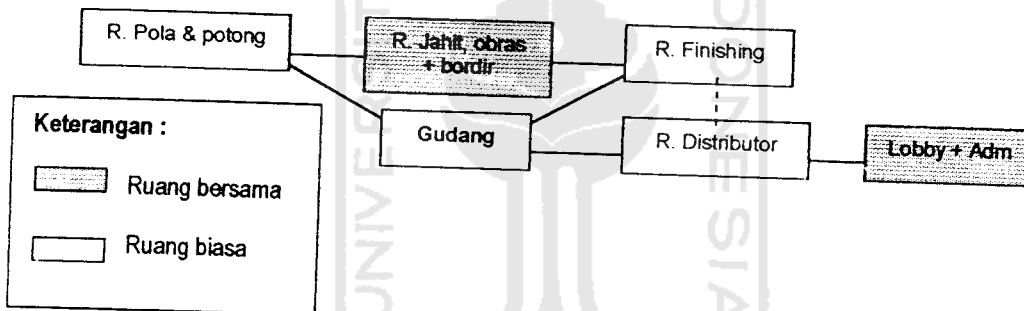 R. Pola & potong
R. Jahit, obras
+ bordir
R. Finishing
Gudang
R. Distributor
Lobby + Adm
Keterangan :
Ruang bersama
Ruang biasa